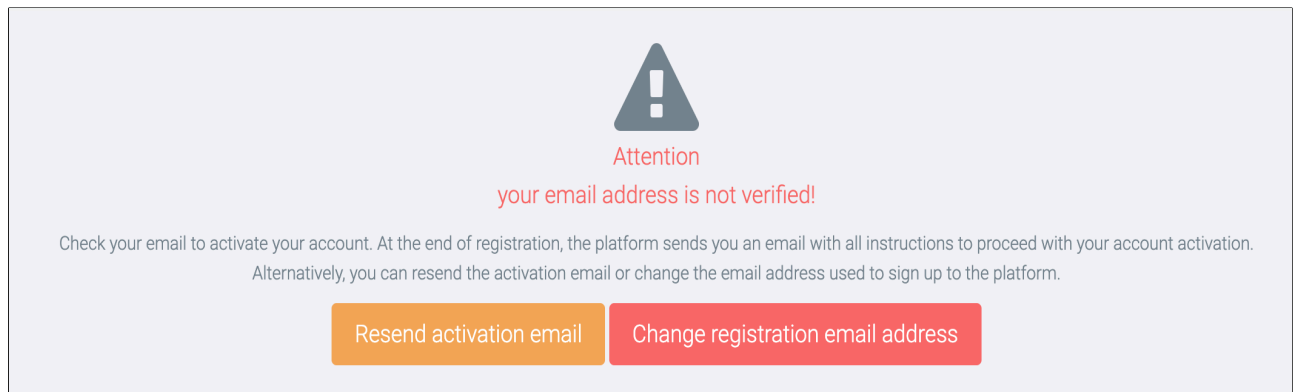 Attention
your email address is not verified!
Check your email to activate your account. At the end of registration, the platform sends you an email with all instructions to proceed with your account activation.
Alternatively, you can resend the activation email or change the email address used to sign up to the platform.
Resend activation email
Change registration email address